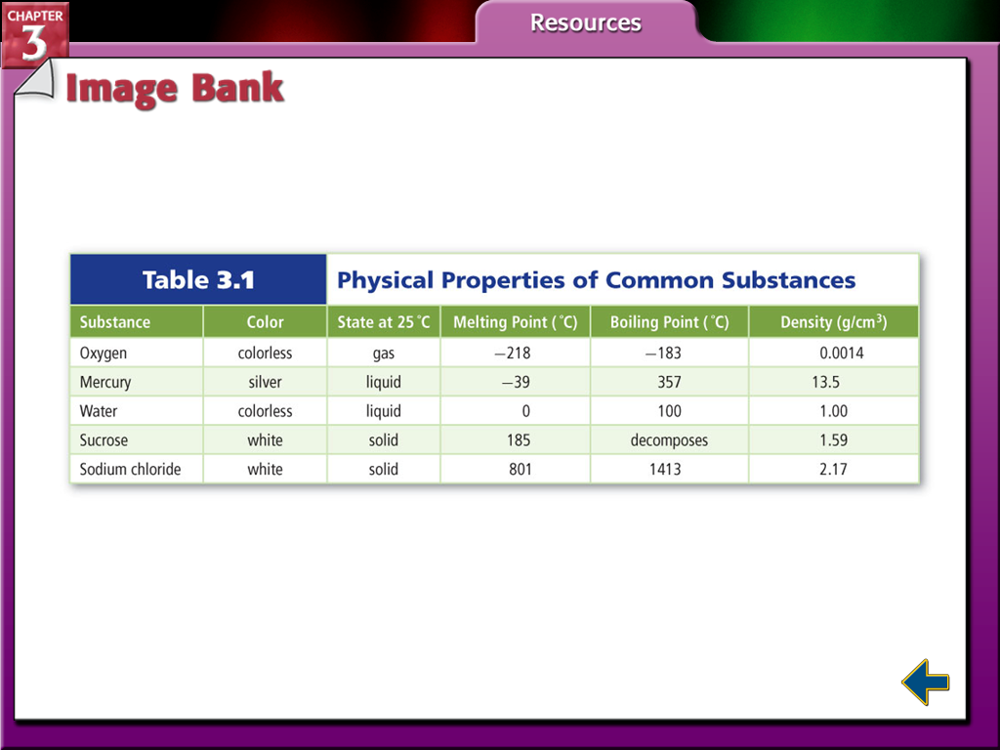 CHAPTER
3
Resources
Image Bank
Table 3.1 Physical Properties of Common Substances
Substance Color State at 25˚C Melting Point (˚C) Boiling Point (˚C) Density (g/cm³)
Oxygen colorless gas −218 −183 0.0014
Mercury silver liquid −39 357 13.5
Water colorless liquid 0 100 1.00
Sucrose white solid 185 decomposes 1.59
Sodium chloride white solid 801 1413 2.17